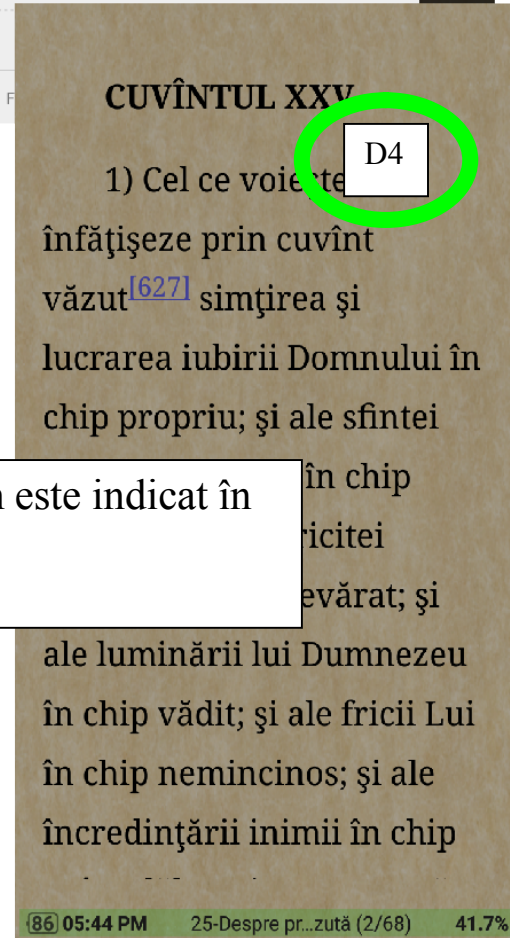 F
CUVÎNTUL XXV
D4
1) Cel ce voieşte
înfăţişeze prin cuvînt
văzut[627] simţirea şi
lucrarea iubirii Domnului în
chip propriu; şi ale sfintei
este indicat în
în chip
ricitei
evărat; şi
ale luminării lui Dumnezeu
în chip vădit; şi ale fricii Lui
în chip nemincinos; şi ale
încredinţării inimii în chip
86 05:44 PM 25-Despre pr...zută (2/68) 41.7%